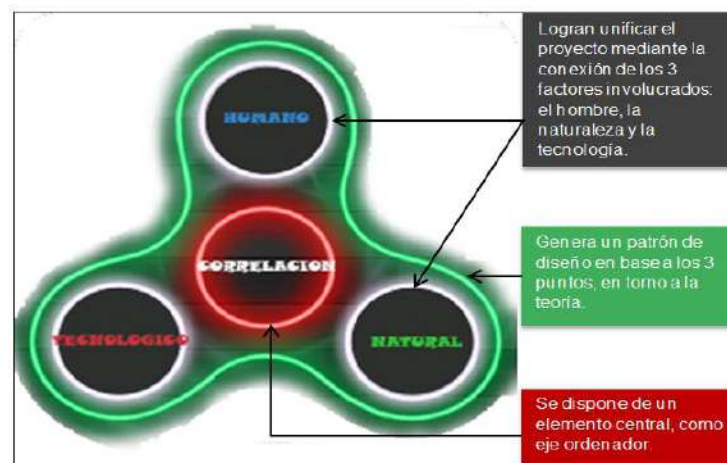 HUMANO
CORRELACION
TECNOLOGICO
NATURAL
Logran unificar el
proyecto mediante la
conexión de los 3
factores involucrados:
el hombre, la
naturaleza y la
tecnología.
Genera un patrón de
diseño en base a los 3
puntos, en torno a la
teoría.
Se dispone de un
elemento central, como
eje ordenador.